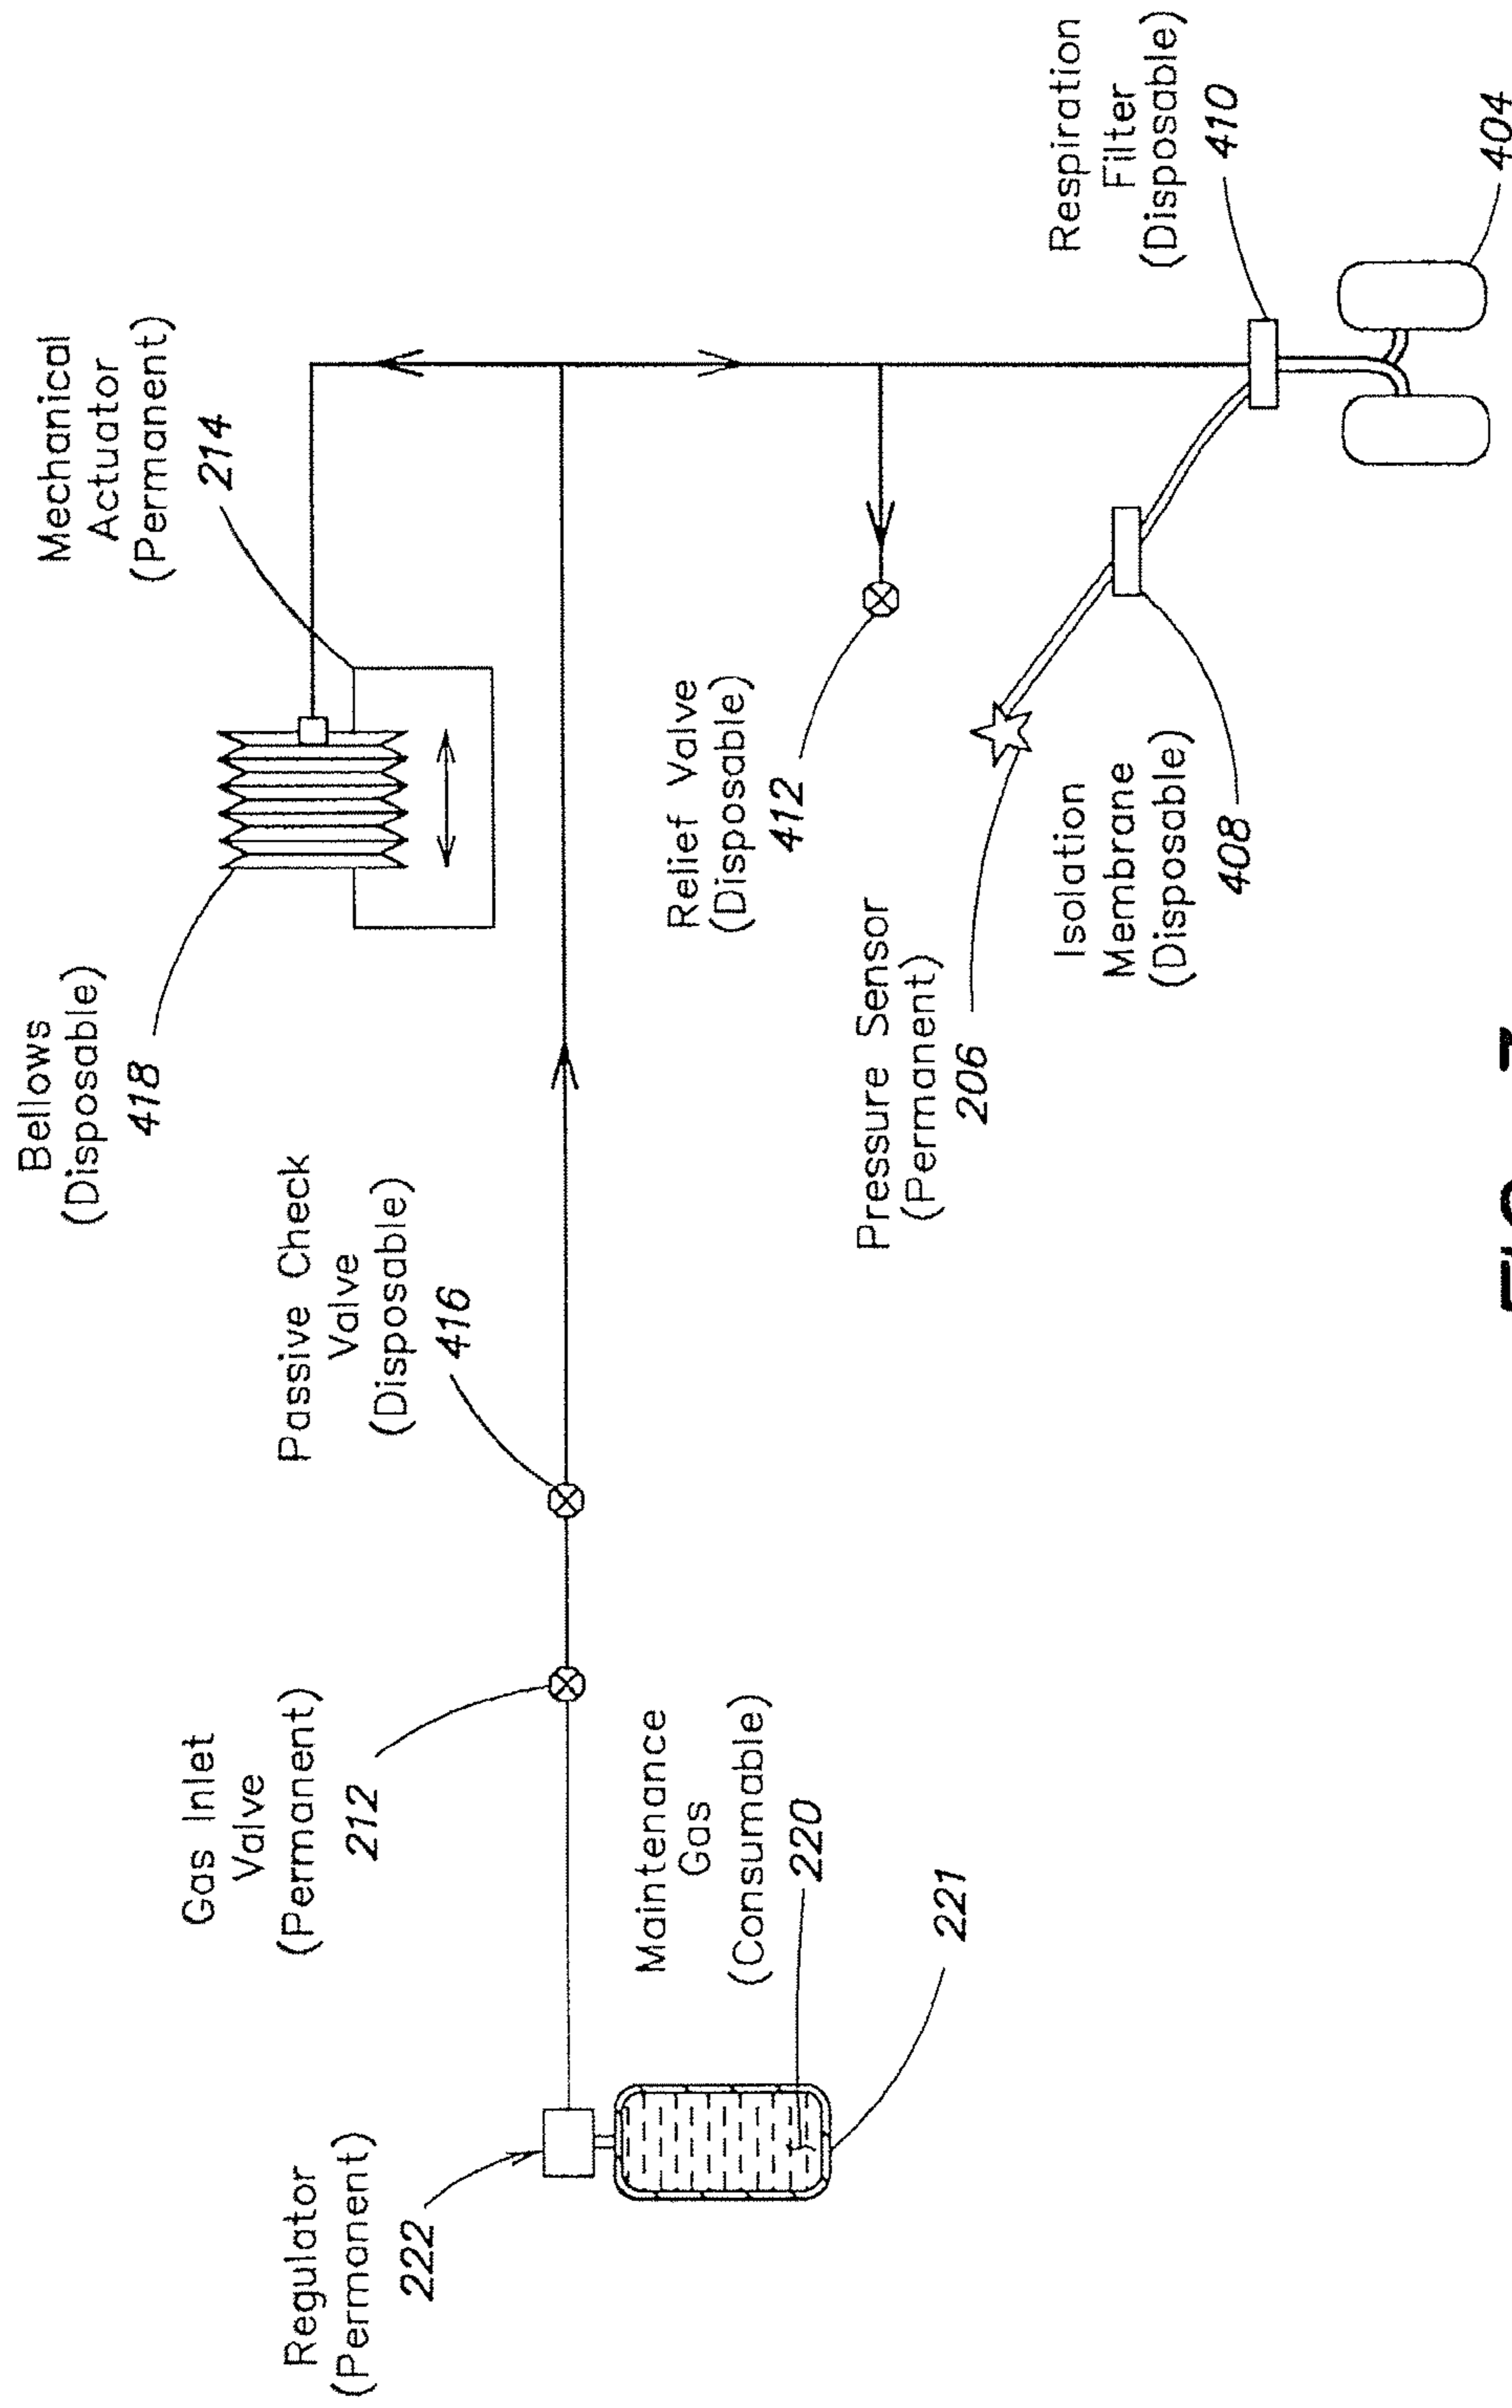 Regulator
(Permanent)
222
Gas Inlet
Valve
(Permanent)
212
Maintenance
Gas
(Consumable)
220
221
Passive Check
Valve
(Disposable)
416
Bellows
(Disposable)
418
Mechanical
Actuator
(Permanent)
214
Relief Valve
(Disposable)
412
Pressure Sensor
(Permanent)
206
Isolation
Membrane
(Disposable)
408
Respiration
Filter
(Disposable)
410
404